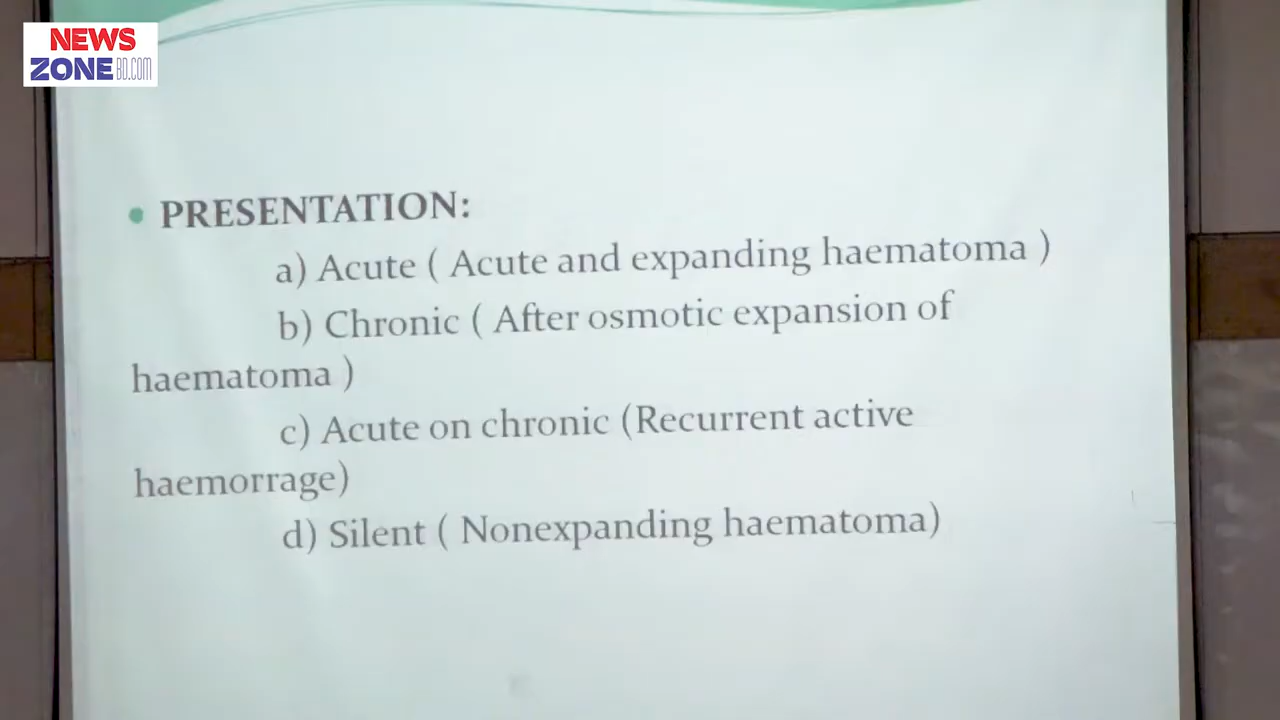 NEWS
ZONE BD.COM
• PRESENTATION:
a) Acute ( Acute and expanding haematoma )
b) Chronic ( After osmotic expansion of
haematoma )
c) Acute on chronic (Recurrent active
haemorrage)
d) Silent ( Nonexpanding haematoma)